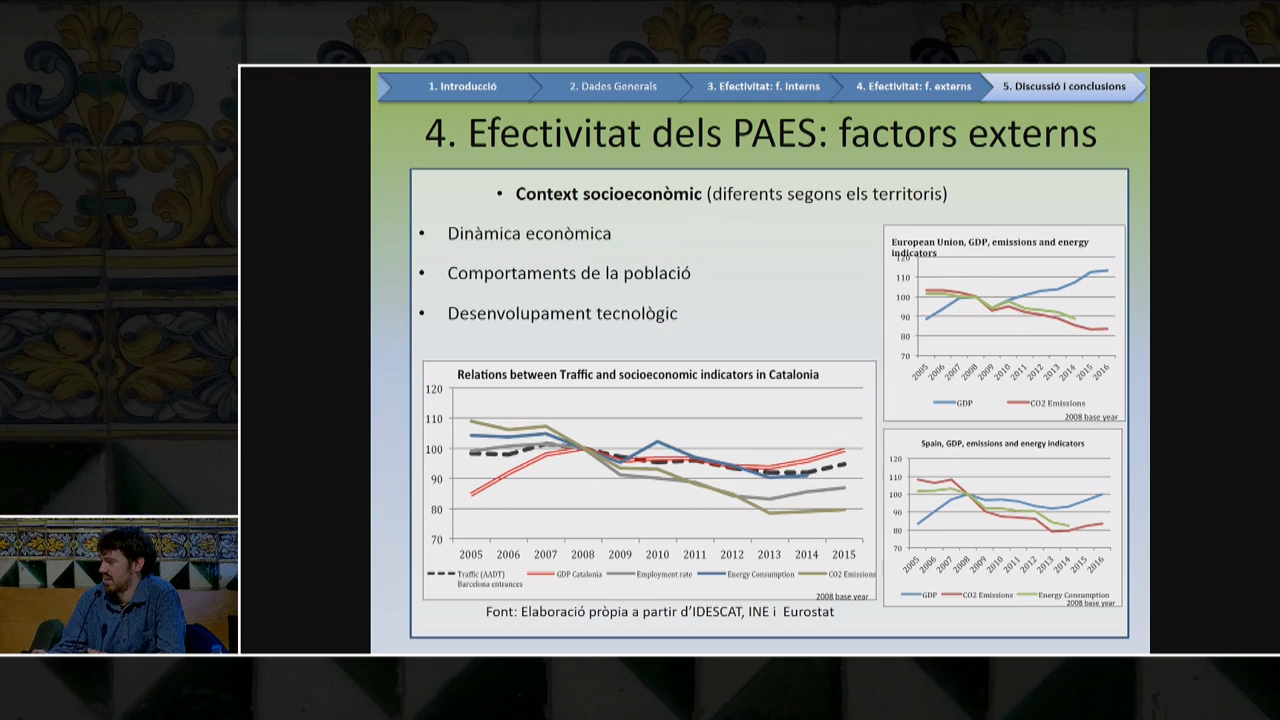 1. Introducció
2. Dades Generals
3. Efectivitat: f. Interns
4. Efectivitat: f. externs
5. Discussió i conclusions
4. Efectivitat dels PAES: factors externs
• Context socioeconòmic (diferents segons els territoris)
• Dinàmica econòmica
• Comportaments de la població
• Desenvolupament tecnològic
European Union, GDP, emissions and energy
indicators
120
110
100
90
80
70
2005 2006 2007 2008 2009 2010 2011 2012 2013 2014 2015 2016
GDP CO2 Emissions
2008 base year
Relations between Traffic and socioeconomic indicators in Catalonia
120
110
100
90
80
70
2005 2006 2007 2008 2009 2010 2011 2012 2013 2014 2015
Traffic (AADT) GDP Catalonia Employment rate Energy Consumption CO2 Emissions
Barcelona entrances
2008 base year
Spain, GDP, emissions and energy indicators
120
110
100
90
80
70
2005 2006 2007 2008 2009 2010 2011 2012 2013 2014 2015 2016
GDP CO2 Emissions Energy Consumption
2008 base year
Font: Elaboració pròpia a partir d'IDESCAT, INE i Eurostat